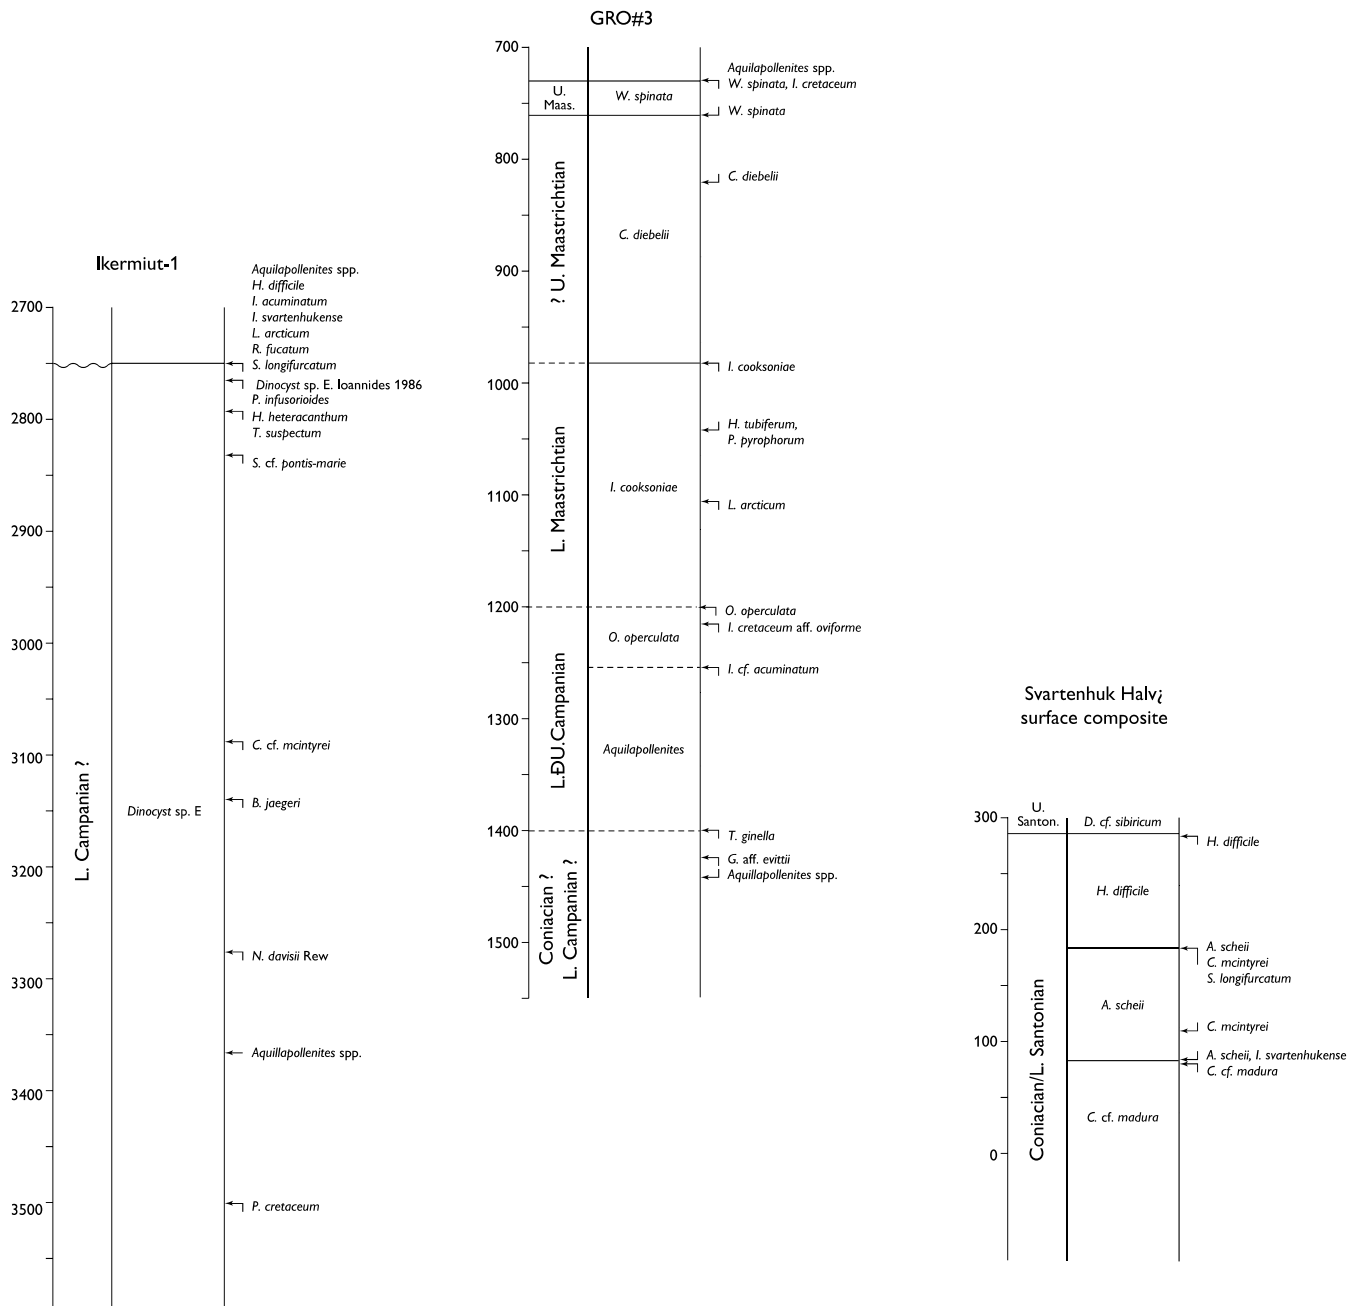 GRO#3
700
800
900
1000
1100
1200
1300
1400
1500
U.
Maas.
? U. Maastrichtian
L. Maastrichtian
L.ÐU.Campanian
Coniacian ?
L. Campanian ?
W. spinata
C. diebelii
I. cooksoniae
O. operculata
Aquilapollenites
Aquilapollenites spp.
W. spinata, I. cretaceum
W. spinata
C. diebelii
I. cooksoniae
H. tubiferum,
P. pyrophorum
L. arcticum
O. operculata
I. cretaceum aff. oviforme
I. cf. acuminatum
T. ginella
G. aff. evittii
Aquillapollenites spp.
Ikermiut-1
2700
2800
2900
3000
3100
3200
3300
3400
3500
L. Campanian ?
Dinocyst sp. E
Aquilapollenites spp.
H. difficile
I. acuminatum
I. svartenhukense
L. arcticum
R. fucatum
S. longifurcatum
Dinocyst sp. E. Ioannides 1986
P. infusorioides
H. heteracanthum
T. suspectum
S. cf. pontis-marie
C. cf. mcintyrei
B. jaegeri
N. davisii Rew
Aquillapollenites spp.
P. cretaceum
Svartenhuk Halv¿
surface composite
300
200
100
0
U.
Santon.
Coniacian/L. Santonian
D. cf. sibiricum
H. difficile
A. scheii
C. cf. madura
H. difficile
A. scheii
C. mcintyrei
S. longifurcatum
C. mcintyrei
A. scheii, I. svartenhukense
C. cf. madura